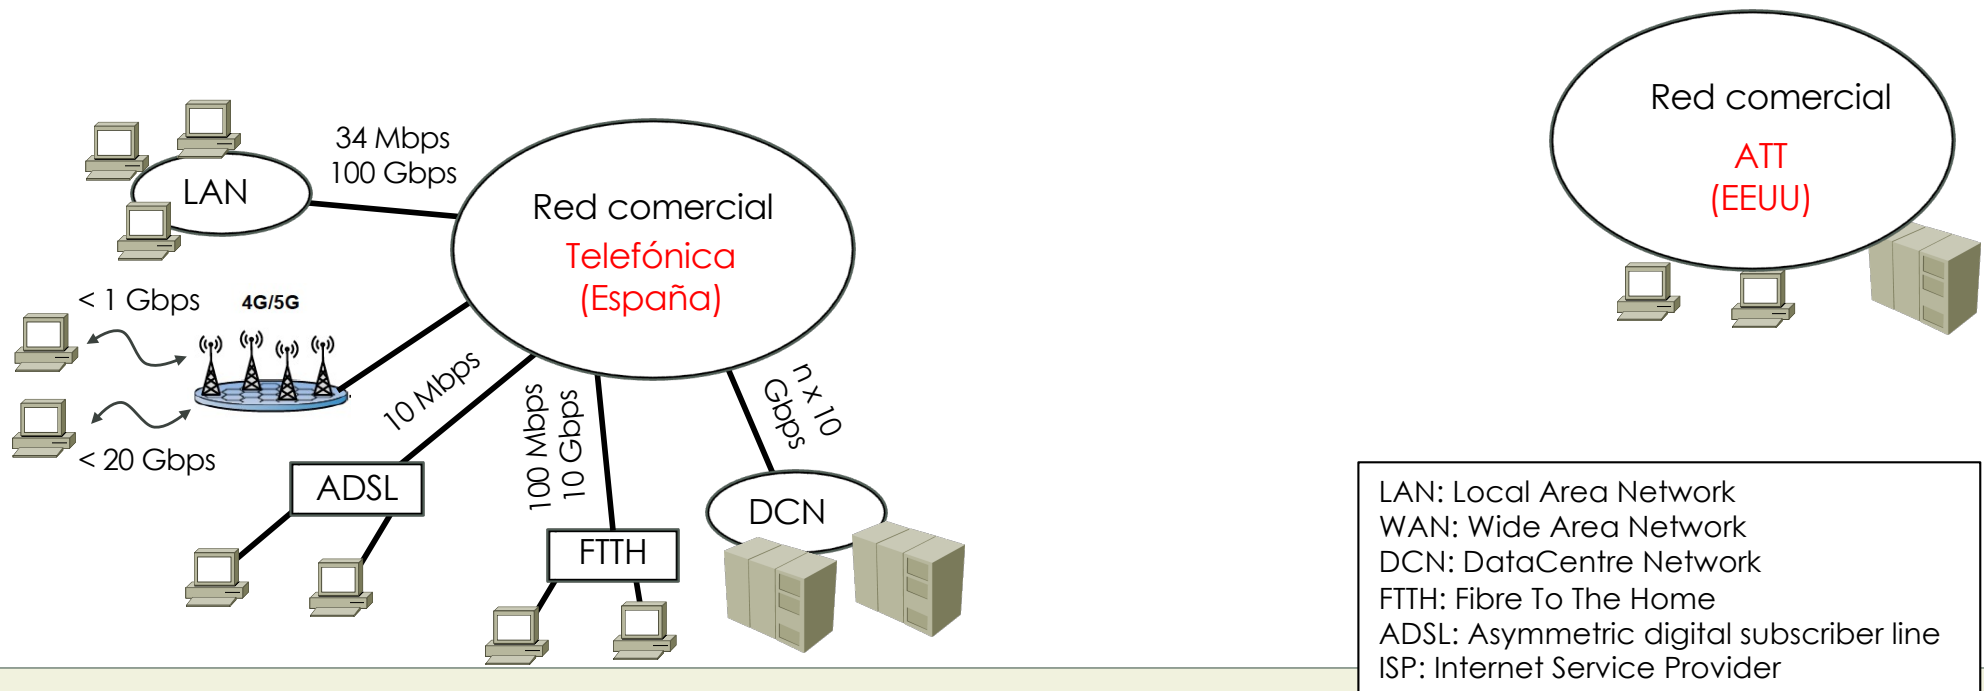 34 Mbps
100 Gbps
LAN
Red comercial
Telefónica
(España)
< 1 Gbps
4G/5G
< 20 Gbps
10 Mbps
ADSL
100 Mbps
10 Gbps
FTTH
n x 10
Gbps
DCN
Red comercial
ATT
(EEUU)
LAN: Local Area Network
WAN: Wide Area Network
DCN: DataCentre Network
FTTH: Fibre To The Home
ADSL: Asymmetric digital subscriber line
ISP: Internet Service Provider